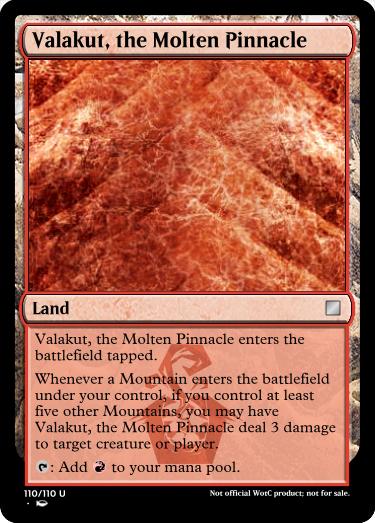 Valakut, the Molten Pinnacle
Land
Valakut, the Molten Pinnacle enters the
battlefield tapped.
Whenever a Mountain enters the battlefield
under your control, if you control at least
five other Mountains, you may have
Valakut, the Molten Pinnacle deal 3 damage
to target creature or player.
: Add to your mana pool.
110/110 U
Not official WotC product; not for sale.